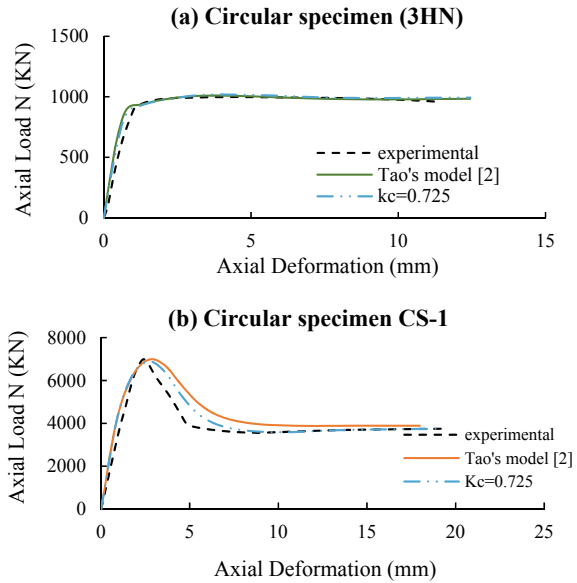 (a) Circular specimen (3HN)
1500
1000
500
0
Axial Load N (KN)
experimental
Tao's model [2]
kc=0.725
0 5 10 15
Axial Deformation (mm)
(b) Circular specimen CS-1
8000
6000
4000
2000
0
Axial Load N (KN)
experimental
Tao's model [2]
Kc=0.725
0 5 10 15 20 25
Axial Deformation (mm)